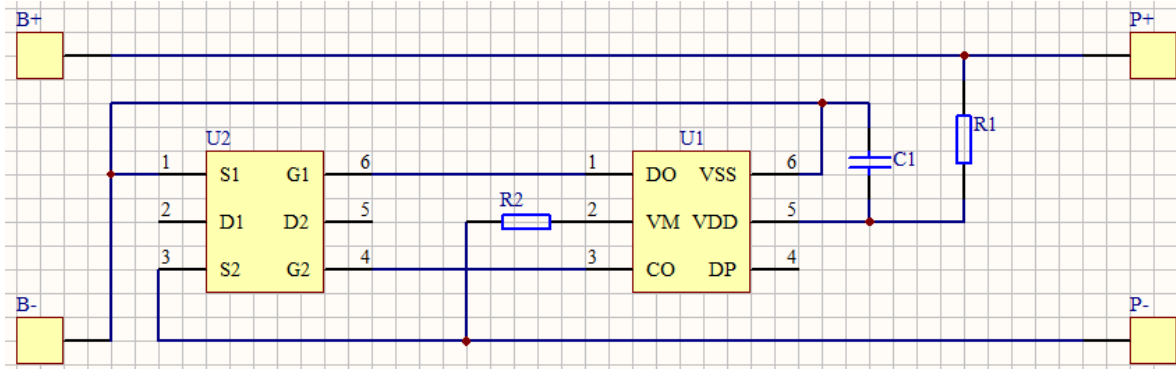 B+
P+
R1
U2
U1
1
S1
G1
6
1
DO
VSS
6
C1
2
D1
D2
5
R2
2
VM
VDD
5
3
S2
G2
4
3
CO
DP
4
B-
P-